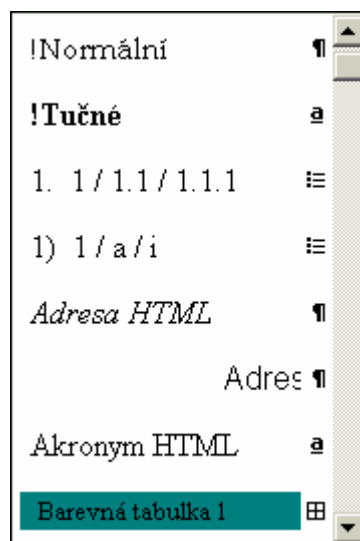 !Normální ¶
!Tučné a
1. 1 / 1.1 / 1.1.1
1) 1 / a / i
Adresa HTML ¶
Adres ¶
Akronym HTML a
Barevná tabulka 1